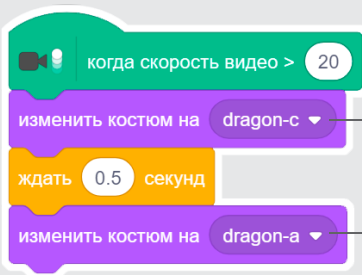 когда скорость видео > 20
изменить костюм на dragon-c
ждать 0.5 секунд
изменить костюм на dragon-a